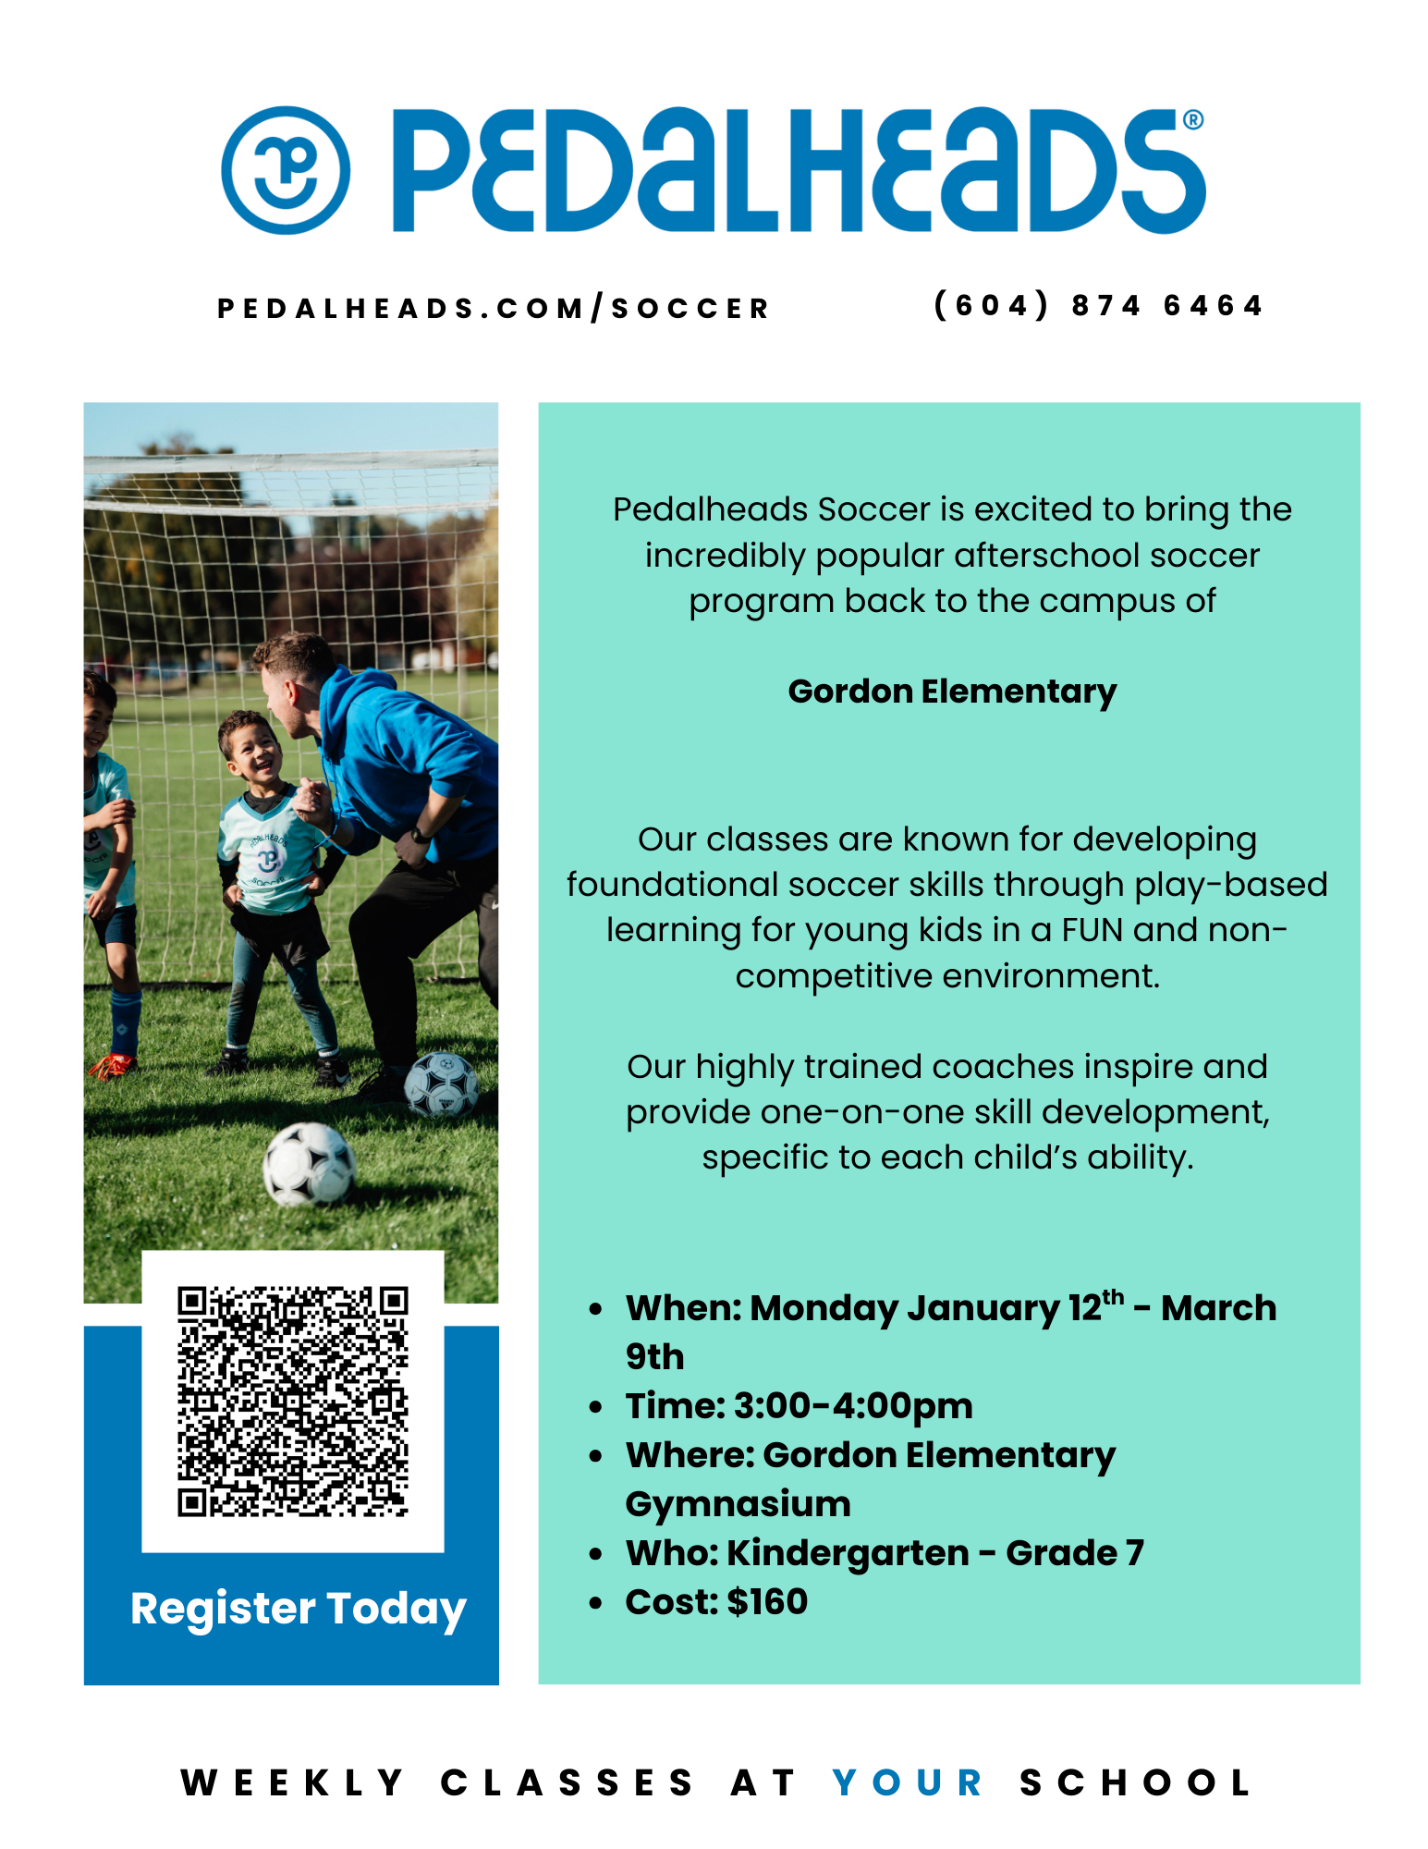 PEDALHEADS®
PEDALHEADS.COM/SOCCER
(604) 874 6464
Pedalheads Soccer is excited to bring the
incredibly popular afterschool soccer
program back to the campus of
Gordon Elementary
Our classes are known for developing
foundational soccer skills through play-based
learning for young kids in a FUN and non-
competitive environment.
Our highly trained coaches inspire and
provide one-on-one skill development,
specific to each child's ability.
• When: Monday January 12th - March
9th
• Time: 3:00-4:00pm
• Where: Gordon Elementary
Gymnasium
• Who: Kindergarten - Grade 7
• Cost: $160
Register Today
WEEKLY CLASSES AT YOUR SCHOOL